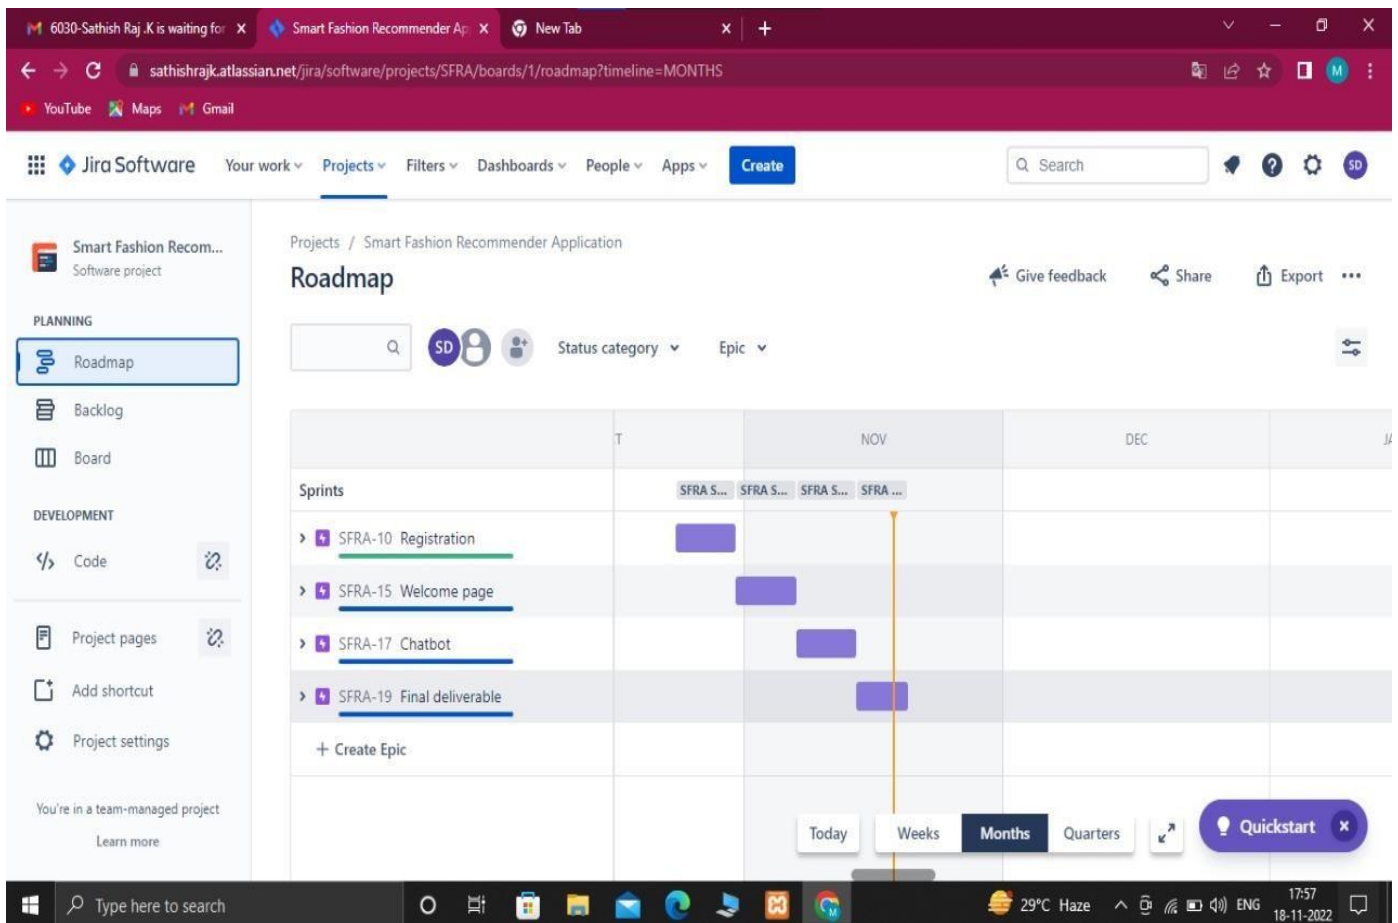 6030-Sathish Raj .K is waiting for
Smart Fashion Recommender Ap
New Tab
sathishrajk.atlassian.net/jira/software/projects/SFRA/boards/1/roadmap?timeline=MONTHS
M
YouTube Maps Gmail
Jira Software Your work Projects Filters Dashboards People Apps Create Search SD
Smart Fashion Recom...
Software project
PLANNING
Roadmap
Backlog
Board
DEVELOPMENT
Code
Project pages
Add shortcut
Project settings
You're in a team-managed project
Learn more
Projects / Smart Fashion Recommender Application
Roadmap
Give feedback Share Export
SD Status category Epic
T NOV DEC JA
Sprints SFRA S... SFRA S... SFRA S... SFRA ...
SFRA-10 Registration
SFRA-15 Welcome page
SFRA-17 Chatbot
SFRA-19 Final deliverable
+ Create Epic
Today Weeks Months Quarters Quickstart
Type here to search
29°C Haze ENG 17:57
18-11-2022